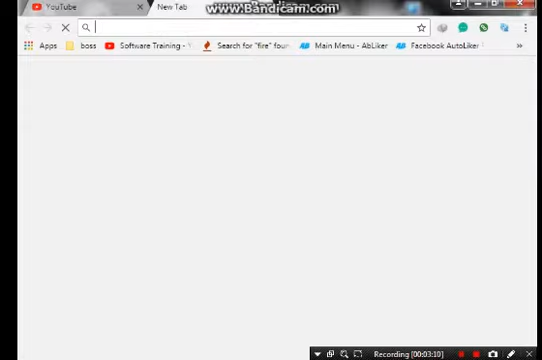 YouTube
New Tab
www.Bandicam.com
Apps
boss
Software Training - Y
Search for "fire" foun
Main Menu - AbLiker
Facebook AutoLiker
Recording [00:03:10]